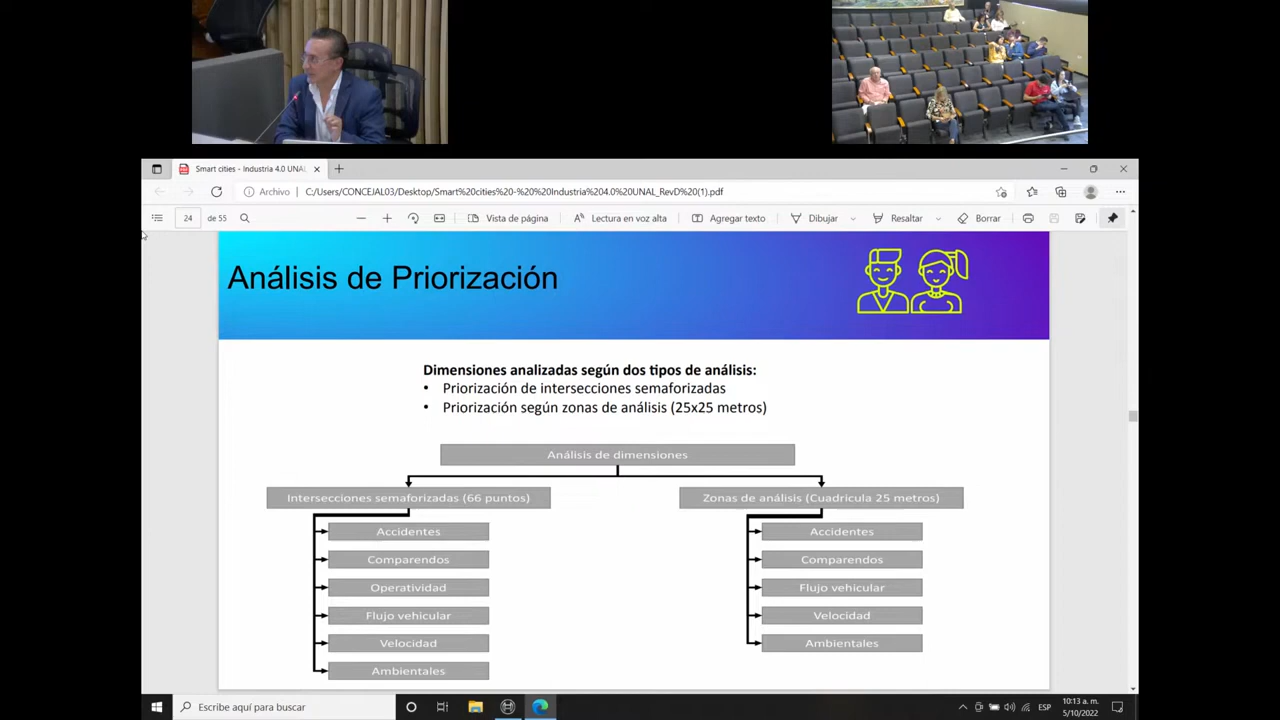 Smart cities - Industria 4.0 UNAL
Archivo
C:/Users/CONCEJAL03/Desktop/Smart%20cities%20-%20%20Industria%204.0%20UNAL_RevD%20(1).pdf
24
de 55
Vista de página
Lectura en voz alta
Agregar texto
Dibujar
Resaltar
Borrar
Análisis de Priorización
Dimensiones analizadas según dos tipos de análisis:
• Priorización de intersecciones semaforizadas
• Priorización según zonas de análisis (25x25 metros)
Análisis de dimensiones
Intersecciones semaforizadas (66 puntos)
Accidentes
Comparendos
Operatividad
Flujo vehicular
Velocidad
Ambientales
Zonas de análisis (Cuadricula 25 metros)
Accidentes
Comparendos
Flujo vehicular
Velocidad
Ambientales
Escribe aquí para buscar
ESP
10:13 a. m.
5/10/2022